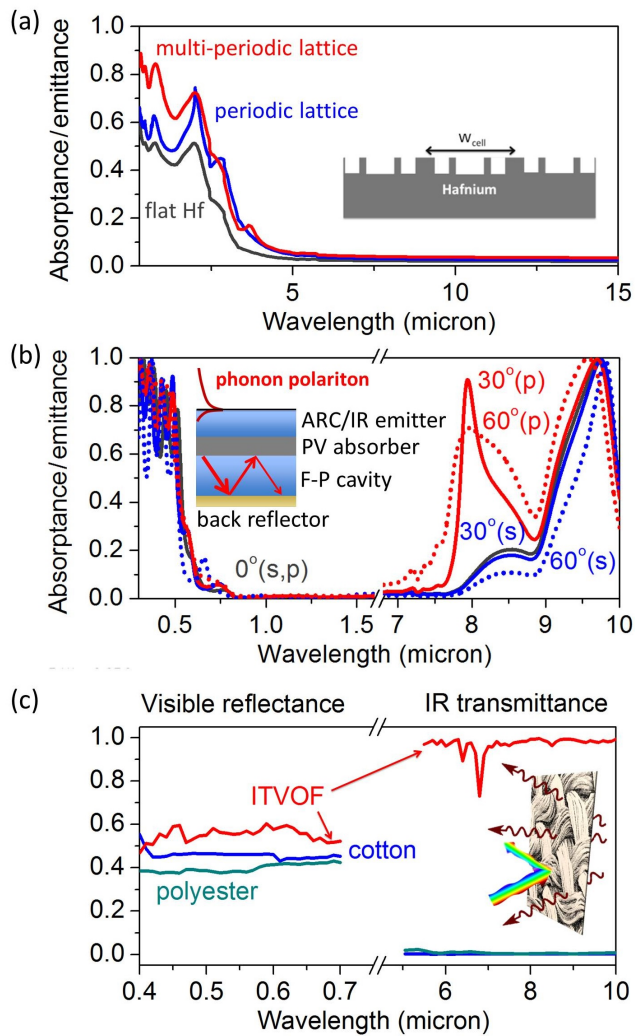 (a)
multi-periodic lattice
periodic lattice
flat Hf
W cell
Hafnium
Absorptance/emittance
1.0
0.8
0.6
0.4
0.2
0.0
5
10
15
Wavelength (micron)
(b)
phonon polariton
ARC/IR emitter
PV absorber
F-P cavity
back reflector
0°(s,p)
30°(p)
60°(p)
30°(s)
60°(s)
Absorptance/emittance
1.0
0.8
0.6
0.4
0.2
0.0
0.5
1.0
1.5
7
8
9
10
Wavelength (micron)
(c)
Visible reflectance
IR transmittance
ITVOF
cotton
polyester
1.0
0.8
0.6
0.4
0.2
0.0
0.4
0.5
0.6
0.7
6
8
10
Wavelength (micron)